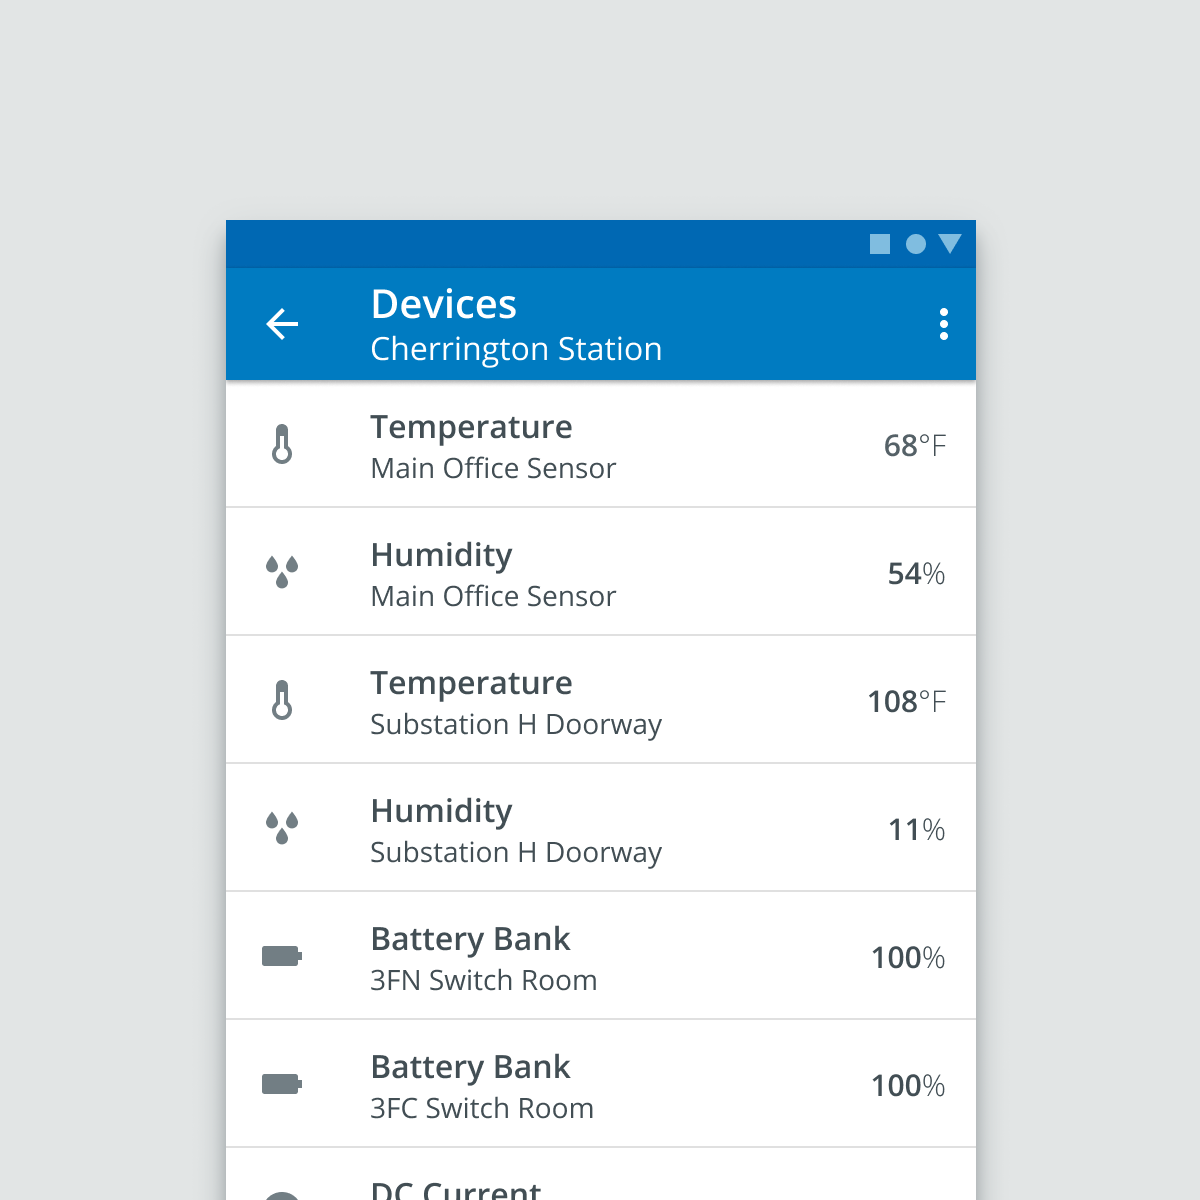 Devices
Cherrington Station
Temperature
Main Office Sensor
68°F
Humidity
Main Office Sensor
54%
Temperature
Substation H Doorway
108°F
Humidity
Substation H Doorway
11%
Battery Bank
3FN Switch Room
100%
Battery Bank
3FC Switch Room
100%
DC Current